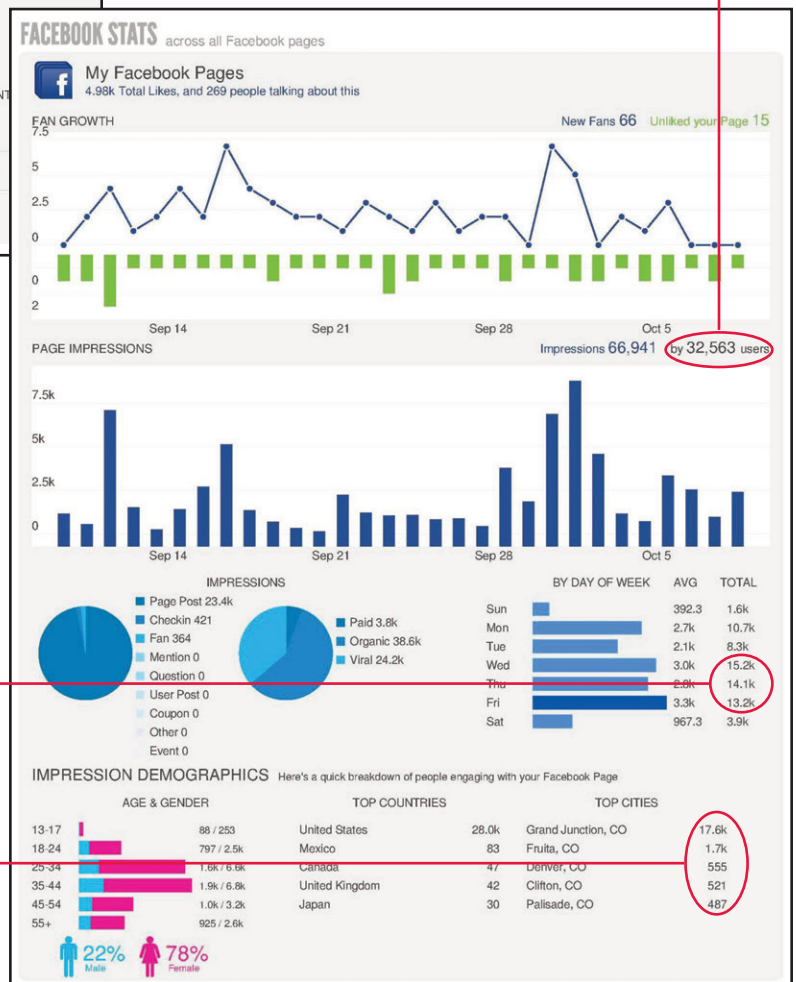 NT
FACEBOOK STATS across all Facebook pages
My Facebook Pages
4.98k Total Likes, and 269 people talking about this
FAN GROWTH New Fans 66 Unliked your Page 15
7.5
5
2.5
0
0
2
Sep 14 Sep 21 Sep 28 Oct 5
PAGE IMPRESSIONS Impressions 66,941 by 32,563 users
7.5k
5k
2.5k
0
Sep 14 Sep 21 Sep 28 Oct 5
IMPRESSIONS
Page Post 23.4k
Checkin 421
Fan 364
Mention 0
Question 0
User Post 0
Coupon 0
Other 0
Event 0
Paid 3.8k
Organic 38.6k
Viral 24.2k
BY DAY OF WEEK AVG TOTAL
Sun 392.3 1.6k
Mon 2.7k 10.7k
Tue 2.1k 8.3k
Wed 3.0k 15.2k
Thu 2.8k 14.1k
Fri 3.3k 13.2k
Sat 967.3 3.9k
IMPRESSION DEMOGRAPHICS Here's a quick breakdown of people engaging with your Facebook Page
AGE & GENDER
13-17 88 / 253
18-24 797 / 2.5k
25-34 1.6k / 6.6k
35-44 1.9k / 6.8k
45-54 1.0k / 3.2k
55+ 925 / 2.6k
22% Male
78% Female
TOP COUNTRIES
United States 28.0k
Mexico 83
Canada 47
United Kingdom 42
Japan 30
TOP CITIES
Grand Junction, CO 17.6k
Fruita, CO 1.7k
Denver, CO 555
Clifton, CO 521
Palisade, CO 487